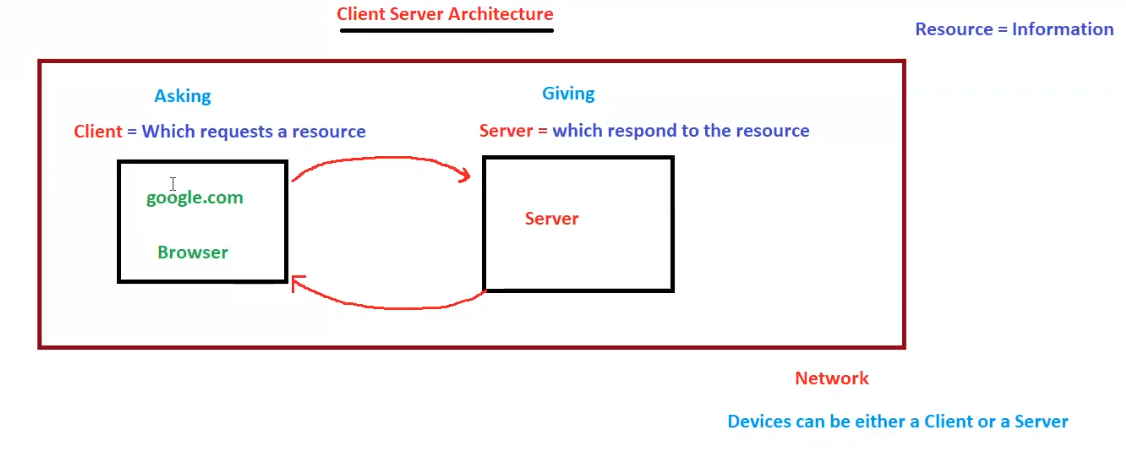 Client Server Architecture
Resource = Information
Asking
Giving
Client = Which requests a resource
Server = which respond to the resource
google.com
Browser
Server
Network
Devices can be either a Client or a Server